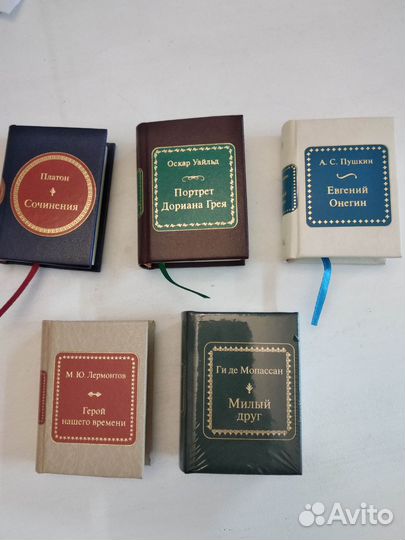 Платон
Сочинения
Оскар Уайльд
Портрет
Дориана Грея
А. С. Пушкин
Евгений
Онегин
М. Ю. Лермонтов
Герой
нашего времени
Ги де Мопассан
Милый
друг
Avito